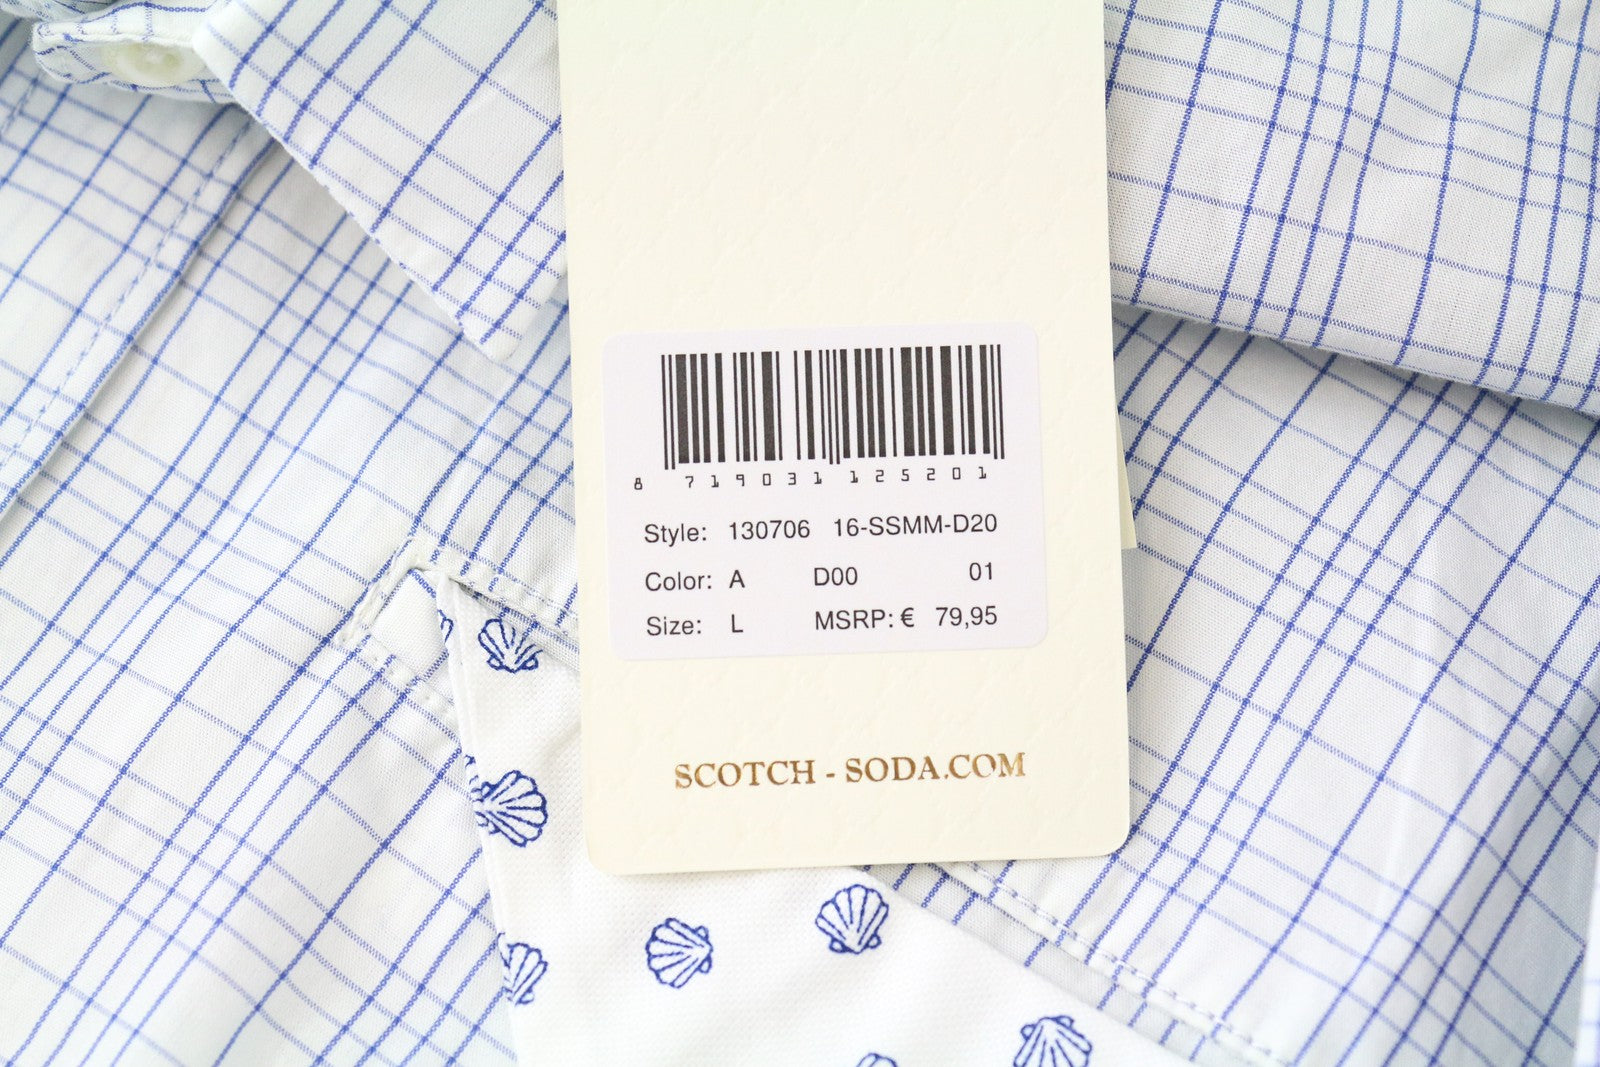 8 719031 125201
Style: 130706 16-SSMM-D20
Color: A D00 01
Size: L MSRP: € 79,95
SCOTCH - SODA.COM